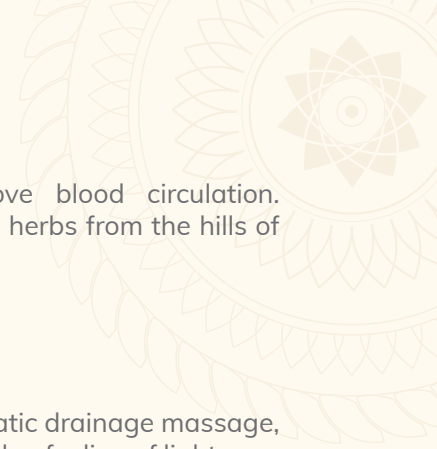 ove blood circulation.
herbs from the hills of
atic drainage massage,